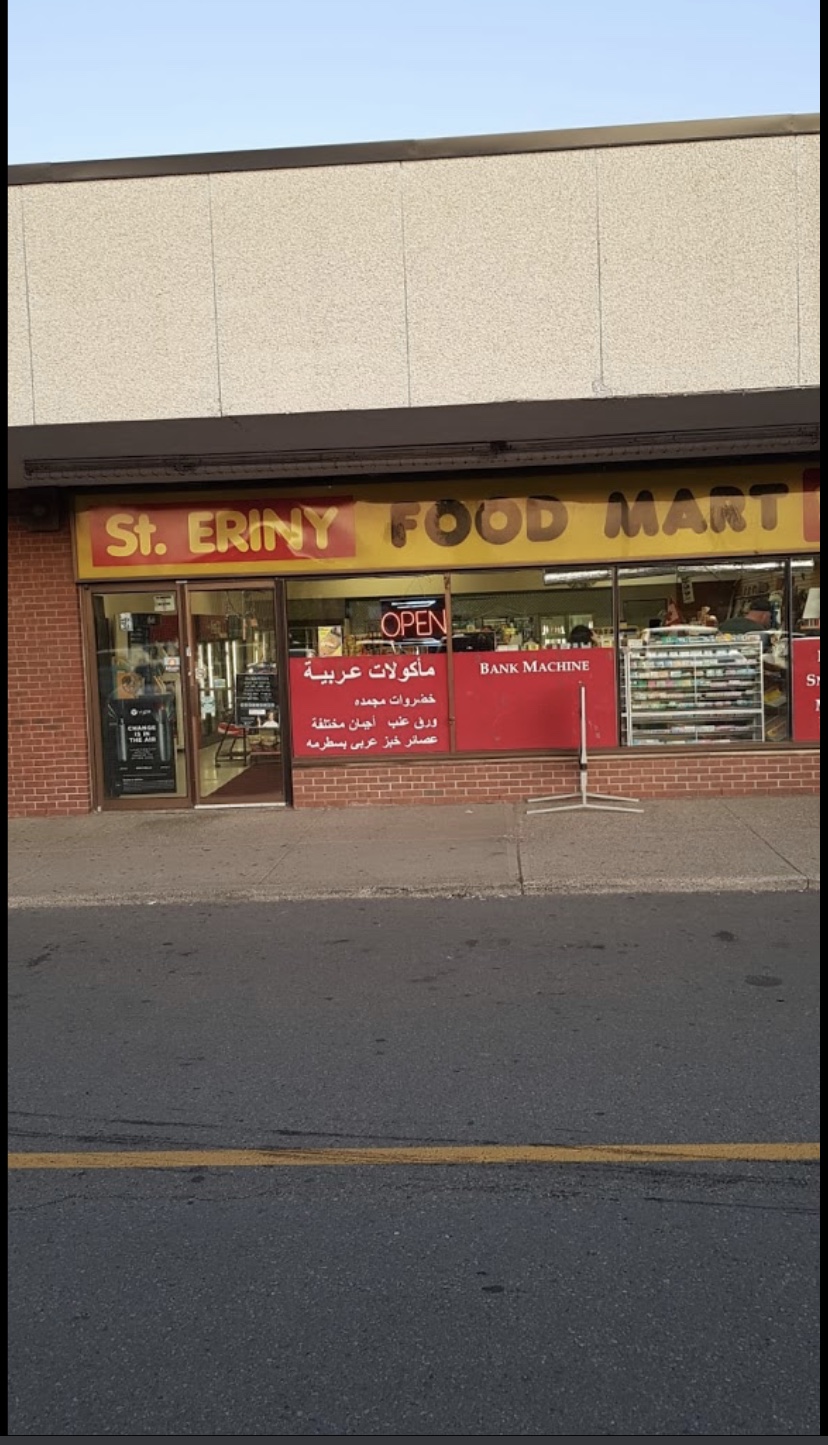 St. ERINY FOOD MART
OPEN
مأكولات عربية
خضروات مجمده
ورق عنب أجبان مختلفة
عصائر خبز عربى بسطرمه
BANK MACHINE
CHANGE
IS IN
THE AIR